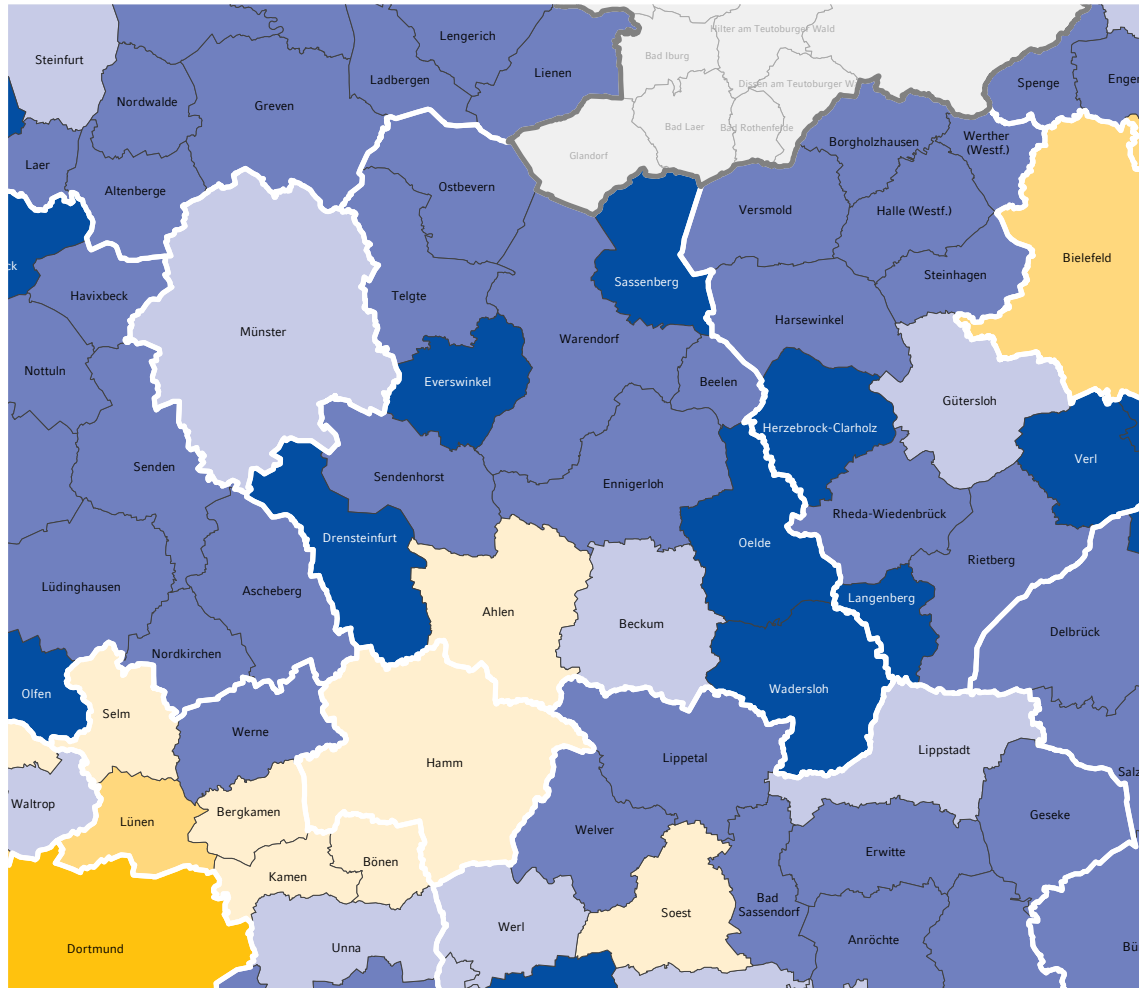 Lengerich
Hilter am Teutoburger Wald
Steinfurt
Bad Iburg
Lienen
Ladbergen
Spenge
Enger
Dissen am Teutoburger W
Nordwalde
Greven
Bad Laer
Bad Rothenfelde
Borgholzhausen
Werther
(Westf.)
Glandorf
Laer
Altenberge
Ostbevern
Versmold
Halle (Westf.)
Bielefeld
ck
Steinhagen
Sassenberg
Havixbeck
Telgte
Harsewinkel
Münster
Warendorf
Nottuln
Everswinkel
Beelen
Gütersloh
Herzebrock-Clarholz
Verl
Senden
Sendenhorst
Ennigerloh
Rheda-Wiedenbrück
Drensteinfurt
Oelde
Rietberg
Lüdinghausen
Ascheberg
Langenberg
Ahlen
Beckum
Delbrück
Nordkirchen
Olfen
Wadersloh
Selm
Werne
Lippstadt
Lippetal
Hamm
Salz
Waltrop
Bergkamen
Lünen
Geseke
Welver
Erwitte
Bönen
Kamen
Bad
Sassendorf
Soest
Werl
Anröchte
Unna
Dortmund
Bü